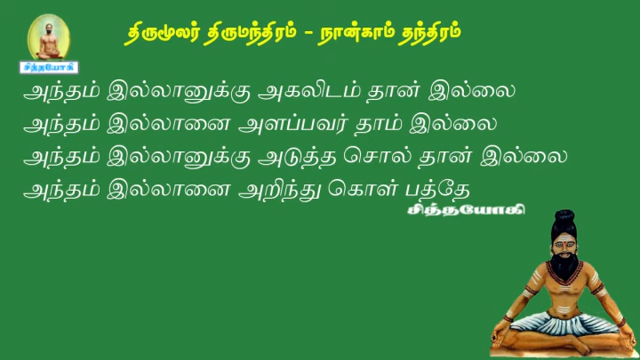 திருமூலர் திருமந்திரம் - நான்காம் தந்திரம்
சித்தயோகி
அந்தம் இல்லானுக்கு அகலிடம் தான் இல்லை
அந்தம் இல்லானை அளப்பவர் தாம் இல்லை
அந்தம் இல்லானுக்கு அடுத்த சொல் தான் இல்லை
அந்தம் இல்லானை அறிந்து கொள் பத்தே
சித்தயோகி